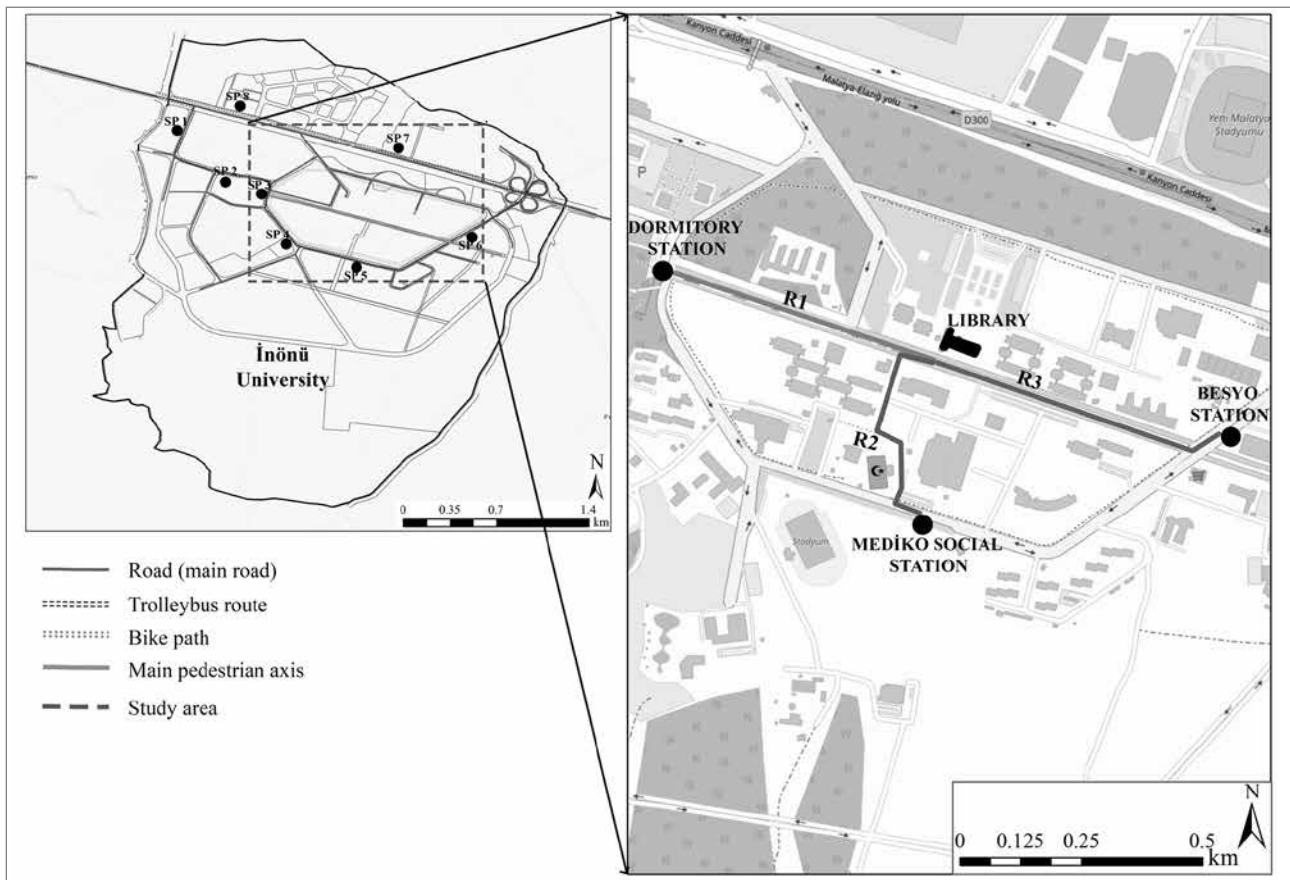 SP 8
SP 1
SP 7
SP 2
SP 3
SP 4
SP 6
SP 5
İnönü
University
N
0 0.35 0.7 1.4
km
Road (main road)
Trolleybus route
Bike path
Main pedestrian axis
Study area
Kanyon Caddesi
Malatya-Elazığ yolu
D300
Yeni Malatya
Stadyumu
Kanyon Caddesi
P
DORMITORY
STATION
R1
LIBRARY
R3
BESYO
STATION
R2
Stadyum
MEDİKO SOCIAL
STATION
N
0 0.125 0.25 0.5
km